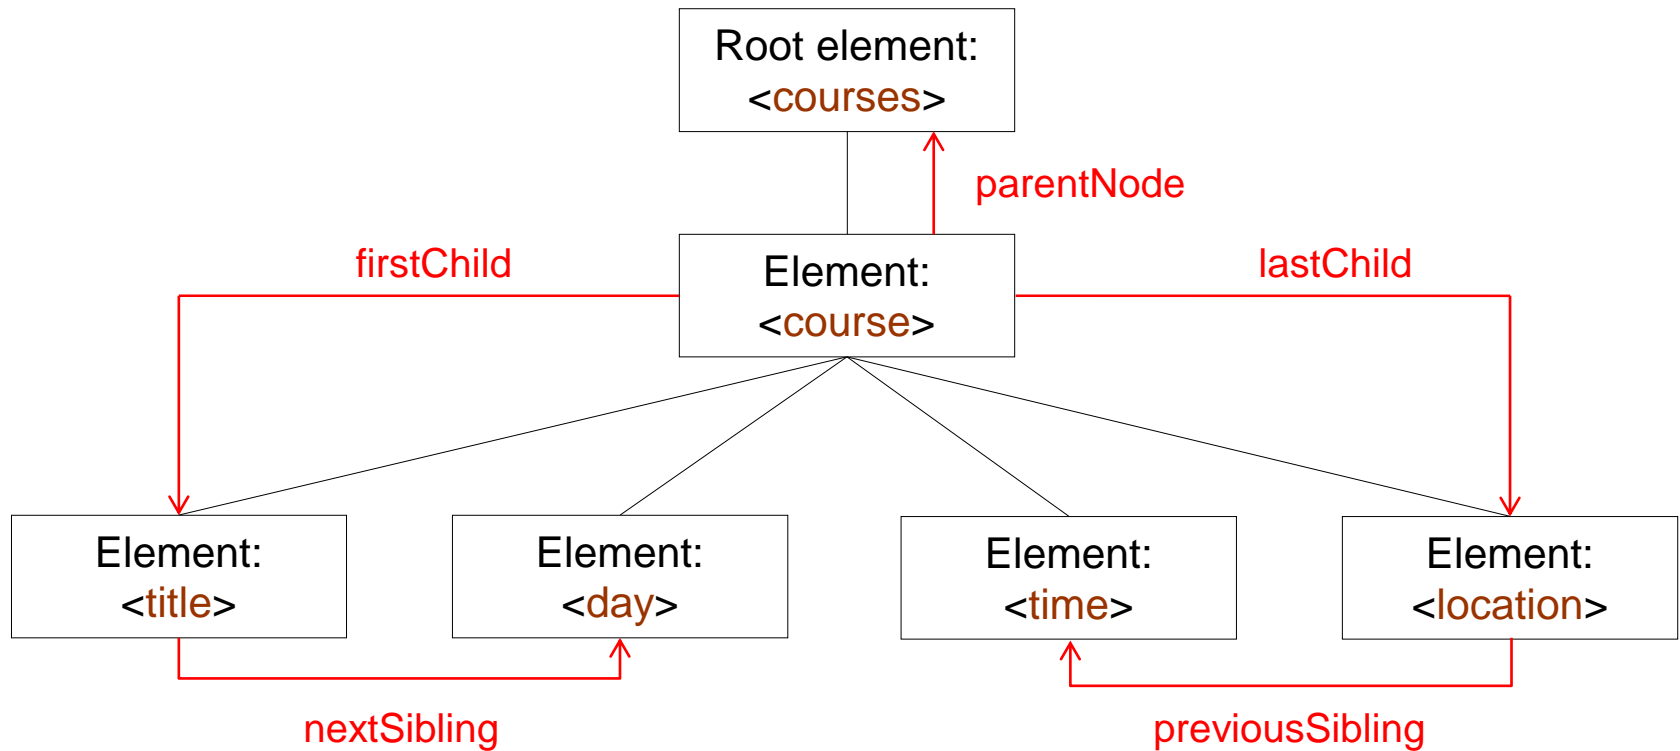 Root element:
<courses>
parentNode
firstChild
Element:
<course>
lastChild
Element:
<title>
Element:
<day>
Element:
<time>
Element:
<location>
nextSibling
previousSibling